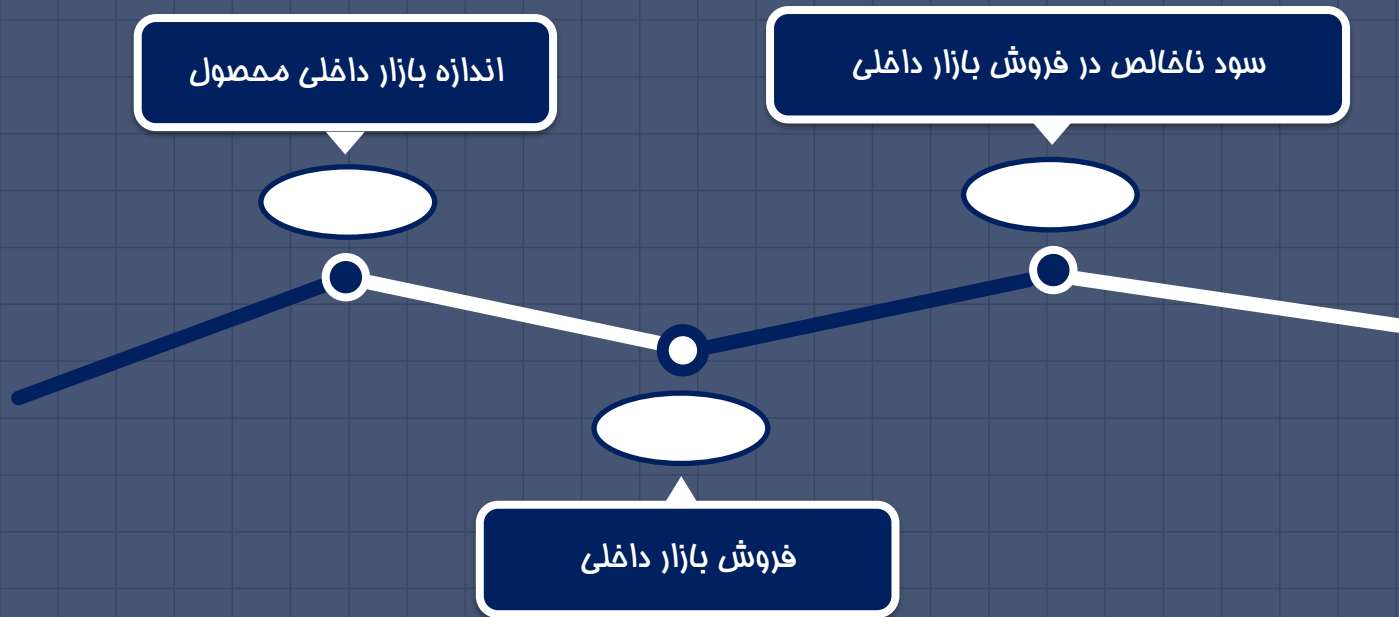 سود ناخالص در فروش بازار داخلی
اندازه بازار داخلی محصول
فروش بازار داخلی